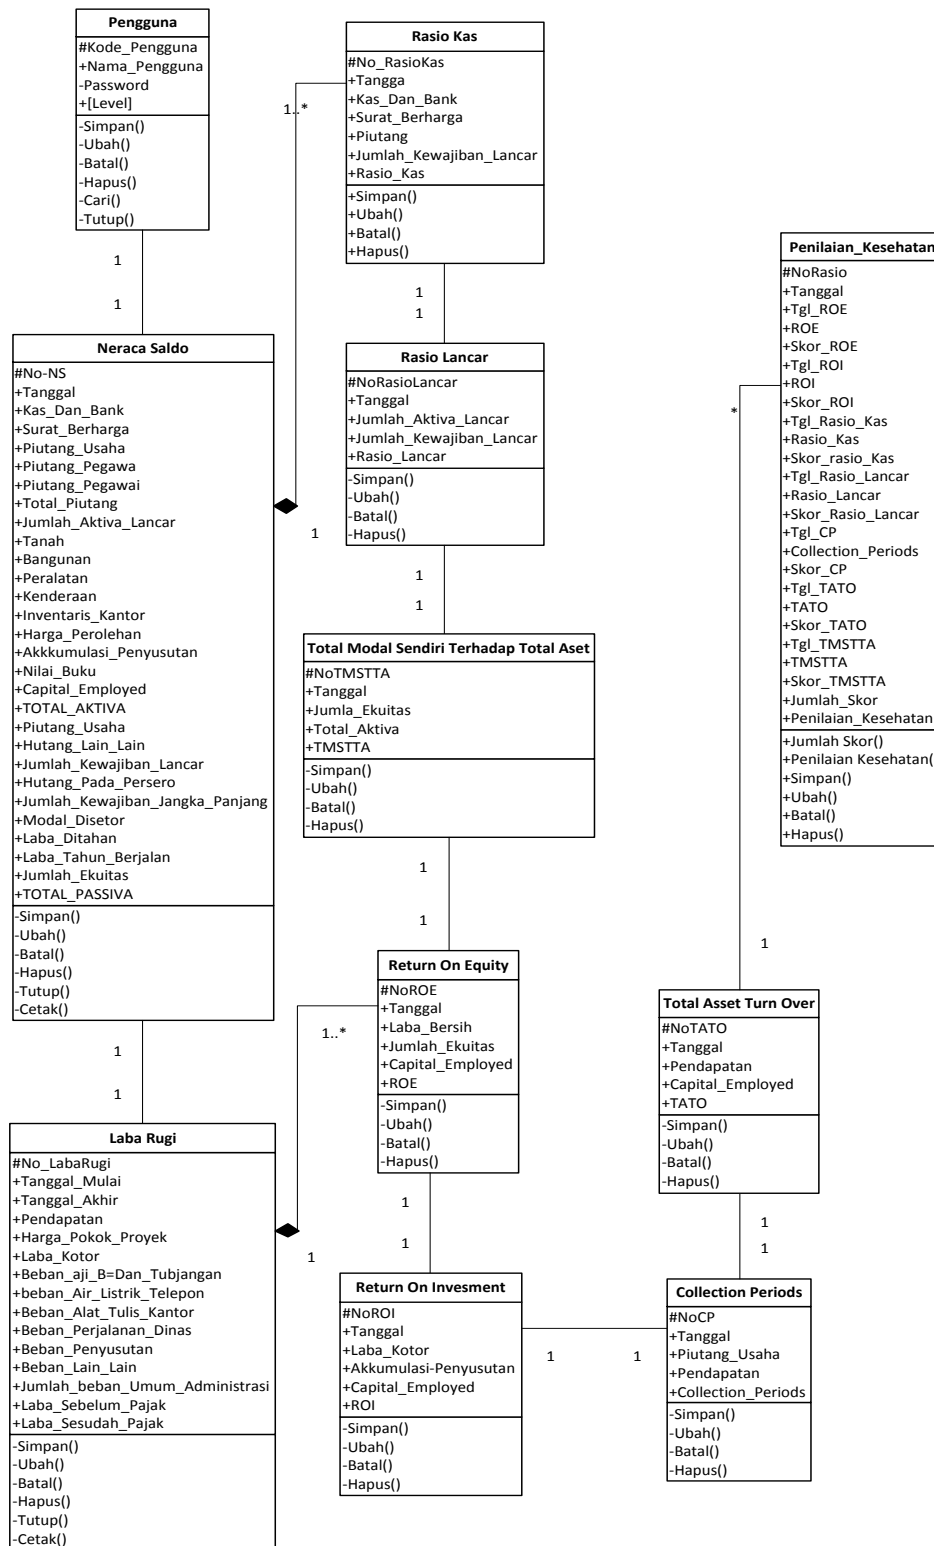 Pengguna
#Kode_Pengguna
+Nama_Pengguna
-Password
+[Level]
-Simpan()
-Ubah()
-Batal()
-Hapus()
-Cari()
-Tutup()
1
1
Neraca Saldo
#No-NS
+Tanggal
+Kas_Dan_Bank
+Surat_Berharga
+Piutang_Usaha
+Piutang_Pegawa
+Piutang_Pegawai
+Total_Piutang
+Jumlah_Aktiva_Lancar
+Tanah
+Bangunan
+Peralatan
+Kenderaan
+Inventaris_Kantor
+Harga_Perolehan
+Akkkumulasi_Penyusutan
+Nilai_Buku
+Capital_Employed
+TOTAL_AKTIVA
+Piutang_Usaha
+Hutang_Lain_Lain
+Jumlah_Kewajiban_Lancar
+Hutang_Pada_Persero
+Jumlah_Kewajiban_Jangka_Panjang
+Modal_Disetor
+Laba_Ditahan
+Laba_Tahun_Berjalan
+Jumlah_Ekuitas
+TOTAL_PASSIVA
-Simpan()
-Ubah()
-Batal()
-Hapus()
-Tutup()
-Cetak()
1
1
Laba Rugi
#No_LabaRugi
+Tanggal_Mulai
+Tanggal_Akhir
+Pendapatan
+Harga_Pokok_Proyek
+Laba_Kotor
+Beban_aji_B=Dan_Tubjangan
+beban_Air_Listrik_Telepon
+Beban_Alat_Tulis_Kantor
+Beban_Perjalanan_Dinas
+Beban_Penyusutan
+Beban_Lain_Lain
+Jumlah_beban_Umum_Administrasi
+Laba_Sebelum_Pajak
+Laba_Sesudah_Pajak
-Simpan()
-Ubah()
-Batal()
-Hapus()
-Tutup()
-Cetak()
1..*
1
Rasio Kas
#No_RasioKas
+Tangga
+Kas_Dan_Bank
+Surat_Berharga
+Piutang
+Jumlah_Kewajiban_Lancar
+Rasio_Kas
+Simpan()
+Ubah()
+Batal()
+Hapus()
1
1
Rasio Lancar
#NoRasioLancar
+Tanggal
+Jumlah_Aktiva_Lancar
+Jumlah_Kewajiban_Lancar
+Rasio_Lancar
-Simpan()
-Ubah()
-Batal()
-Hapus()
1
1
Total Modal Sendiri Terhadap Total Aset
#NoTMSTTA
+Tanggal
+Jumla_Ekuitas
+Total_Aktiva
+TMSTTA
-Simpan()
-Ubah()
-Batal()
-Hapus()
1
1
Return On Equity
#NoROE
+Tanggal
+Laba_Bersih
+Jumlah_Ekuitas
+Capital_Employed
+ROE
-Simpan()
-Ubah()
-Batal()
-Hapus()
1..*
1
1
1
Return On Invesment
#NoROI
+Tanggal
+Laba_Kotor
+Akkumulasi-Penyusutan
+Capital_Employed
+ROI
-Simpan()
-Ubah()
-Batal()
-Hapus()
1
1
Collection Periods
#NoCP
+Tanggal
+Piutang_Usaha
+Pendapatan
+Collection_Periods
-Simpan()
-Ubah()
-Batal()
-Hapus()
1
1
Total Asset Turn Over
#NoTATO
+Tanggal
+Pendapatan
+Capital_Employed
+TATO
-Simpan()
-Ubah()
-Batal()
-Hapus()
1
*
Penilaian_Kesehatan
#NoRasio
+Tanggal
+Tgl_ROE
+ROE
+Skor_ROE
+Tgl_ROI
+ROI
+Skor_ROI
+Tgl_Rasio_Kas
+Rasio_Kas
+Skor_rasio_Kas
+Tgl_Rasio_Lancar
+Rasio_Lancar
+Skor_Rasio_Lancar
+Tgl_CP
+Collection_Periods
+Skor_CP
+Tgl_TATO
+TATO
+Skor_TATO
+Tgl_TMSTTA
+TMSTTA
+Skor_TMSTTA
+Jumlah_Skor
+Penilaian_Kesehatan
+Jumlah Skor()
+Penilaian Kesehatan(
+Simpan()
+Ubah()
+Batal()
+Hapus()